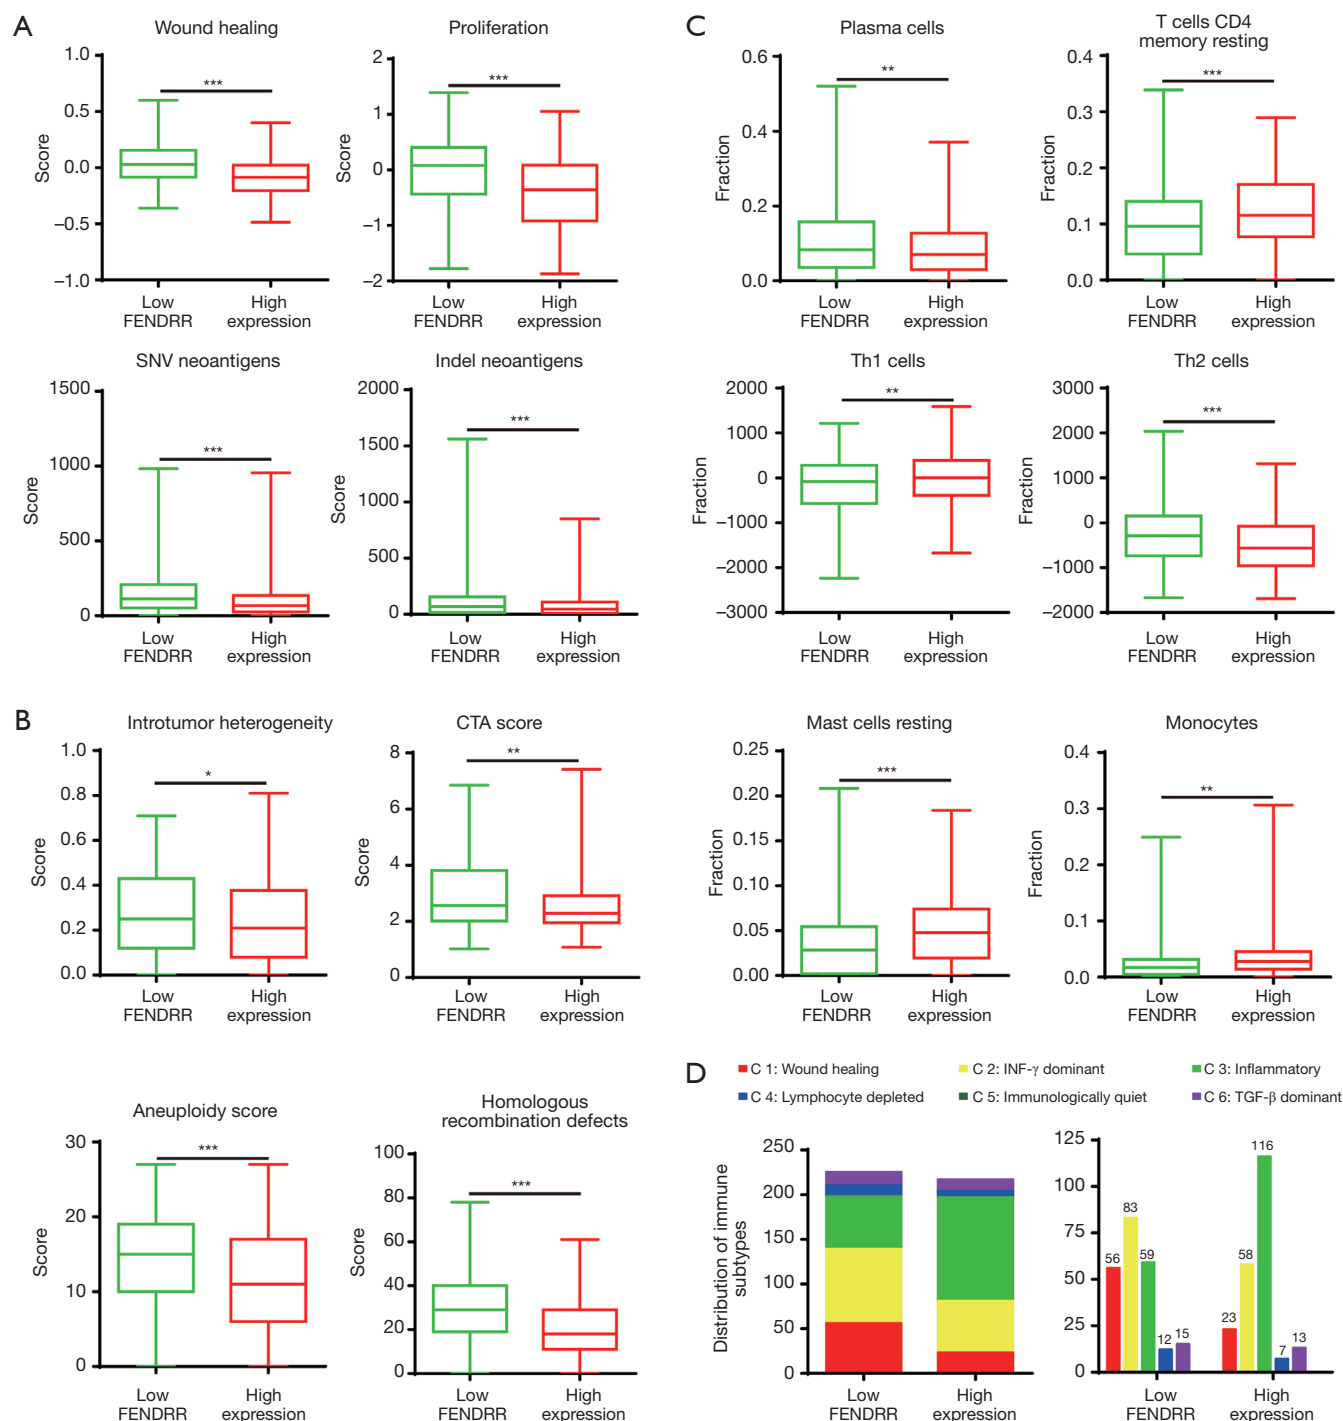 A
Wound healing
1.0
0.5
0.0
–0.5
–1.0
Score
***
Low
FENDRR
High
expression
Proliferation
2
1
0
–1
–2
Score
***
Low
FENDRR
High
expression
SNV neoantigens
1500
1000
500
0
Score
***
Low
FENDRR
High
expression
Indel neoantigens
2000
1500
1000
500
0
Score
***
Low
FENDRR
High
expression
B
Introtumor heterogeneity
1.0
0.8
0.6
0.4
0.2
0.0
Score
*
Low
FENDRR
High
expression
CTA score
8
6
4
2
0
Score
**
Low
FENDRR
High
expression
Aneuploidy score
30
20
10
0
Score
***
Low
FENDRR
High
expression
Homologous
recombination defects
100
80
60
40
20
0
Score
***
Low
FENDRR
High
expression
C
Plasma cells
0.6
0.4
0.2
0.0
Fraction
**
Low
FENDRR
High
expression
T cells CD4
memory resting
0.4
0.3
0.2
0.1
0.0
Fraction
***
Low
FENDRR
High
expression
Th1 cells
2000
1000
0
–1000
–2000
–3000
Fraction
**
Low
FENDRR
High
expression
Th2 cells
3000
2000
1000
0
–1000
–2000
Fraction
***
Low
FENDRR
High
expression
Mast cells resting
0.25
0.20
0.15
0.10
0.05
0.00
Fraction
***
Low
FENDRR
High
expression
Monocytes
0.4
0.3
0.2
0.1
0.0
Fraction
**
Low
FENDRR
High
expression
D
C 1: Wound healing
C 2: INF-γ dominant
C 3: Inflammatory
C 4: Lymphocyte depleted
C 5: Immunologically quiet
C 6: TGF-β dominant
250
200
150
100
50
0
Distribution of immune
subtypes
Low
FENDRR
High
expression
125
100
75
50
25
0
56
83
59
12
15
23
58
116
7
13
Low
FENDRR
High
expression